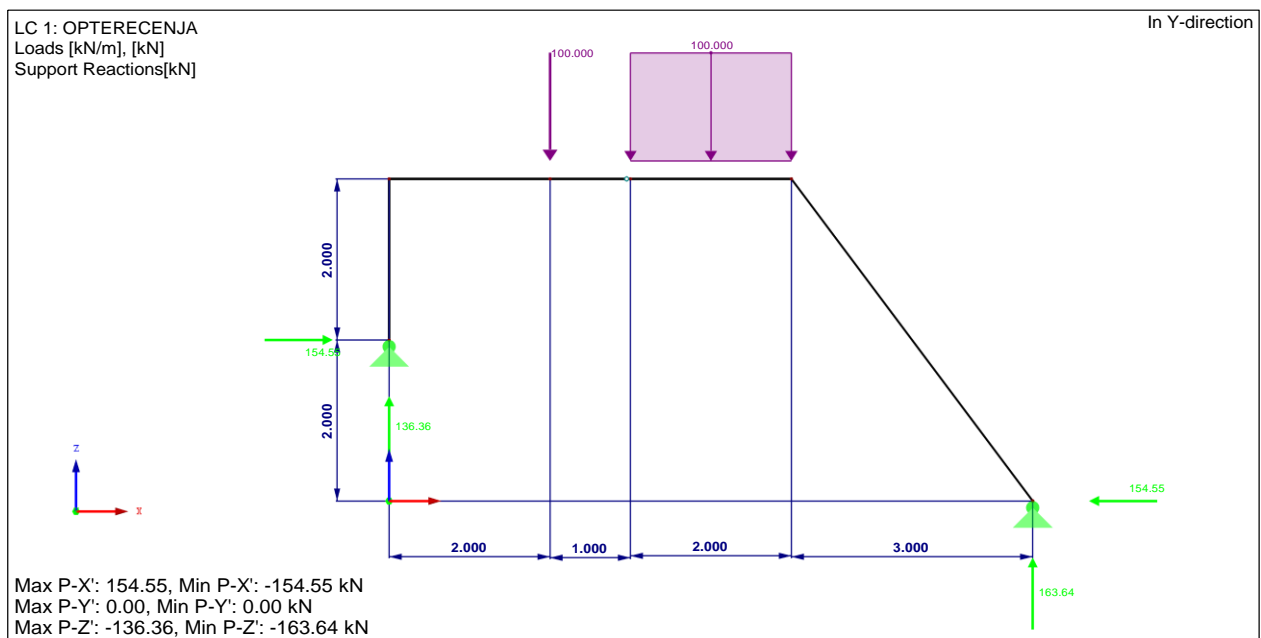 LC 1: OPTERECENJA
In Y-direction
Loads [kN/m], [kN]
Support Reactions[kN]
100.000
100.000
2.000
154.55
2.000
136.36
Z
X
154.55
2.000
1.000
2.000
3.000
163.64
Max P-X': 154.55, Min P-X': -154.55 kN
Max P-Y': 0.00, Min P-Y': 0.00 kN
Max P-Z': -136.36, Min P-Z': -163.64 kN